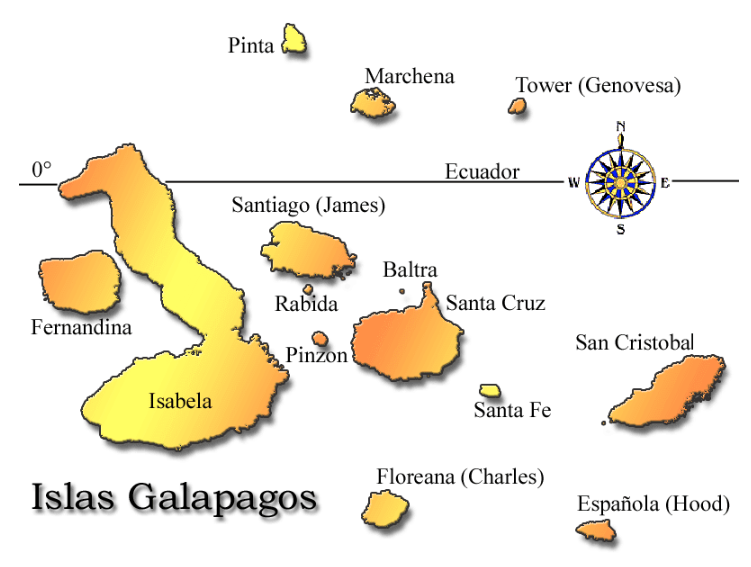 Pinta
Marchena
Tower (Genovesa)
N
0°
Ecuador
W
E
Santiago (James)
S
Baltra
Rabida
Santa Cruz
Fernandina
San Cristobal
Pinzon
Isabela
Santa Fe
Floreana (Charles)
Islas Galapagos
Española (Hood)